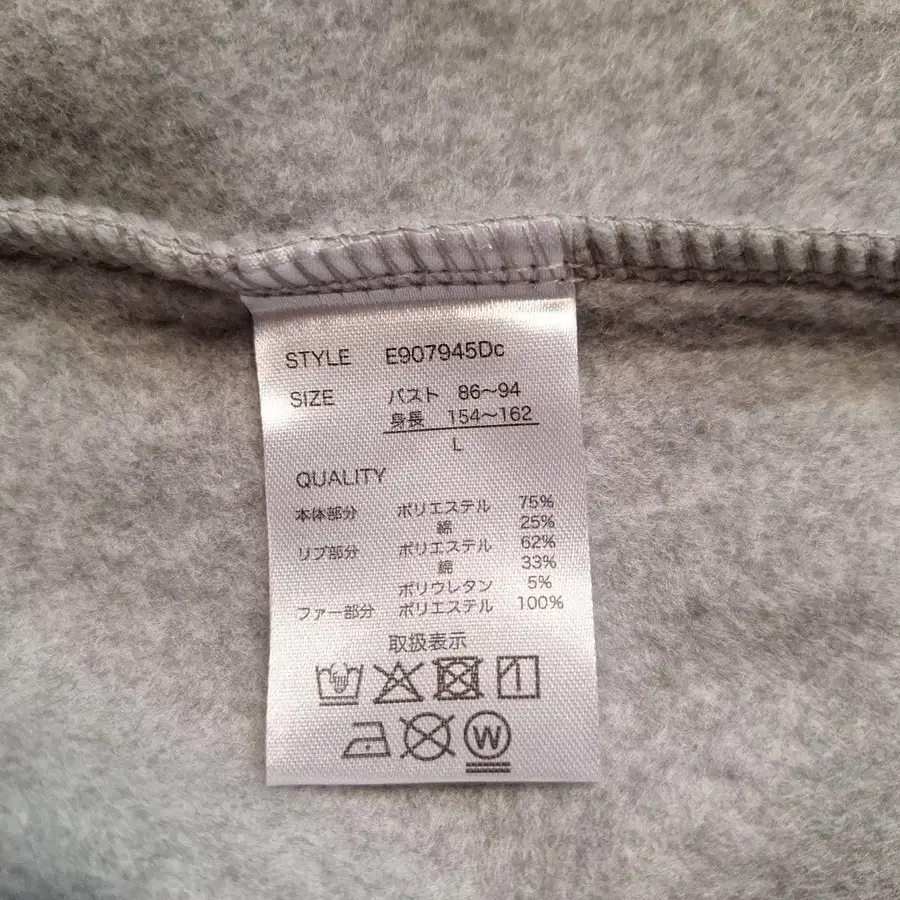 STYLE E907945Dc
SIZE バスト 86～94
身長 154～162
L
QUALITY
本体部分 ポリエステル 75%
綿 25%
リブ部分 ポリエステル 62%
綿 33%
ポリウレタン 5%
ファー部分 ポリエステル 100%
取扱表示
W